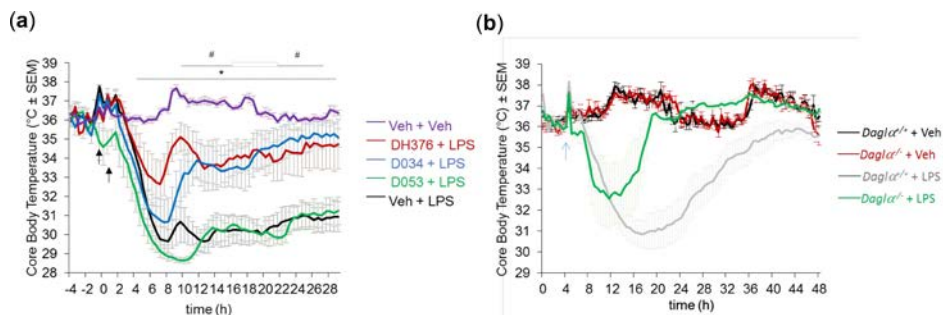 (a)
Core Body Temperature (°C ± SEM)
39
38
37
36
35
34
33
32
31
30
29
28
-4 -2 0 2 4 6 8 10 12 14 16 18 20 22 24 26 28
time (h)
# #
*
Veh + Veh
DH376 + LPS
D034 + LPS
D053 + LPS
Veh + LPS
(b)
Core Body Temperature (°C| ± SEM)
39
38
37
36
35
34
33
32
31
30
29
0 4 8 12 16 20 24 28 32 36 40 44 48
time (h)
Daglα+/+ + Veh
Daglα-/- + Veh
Daglα+/+ + LPS
Daglα-/- + LPS